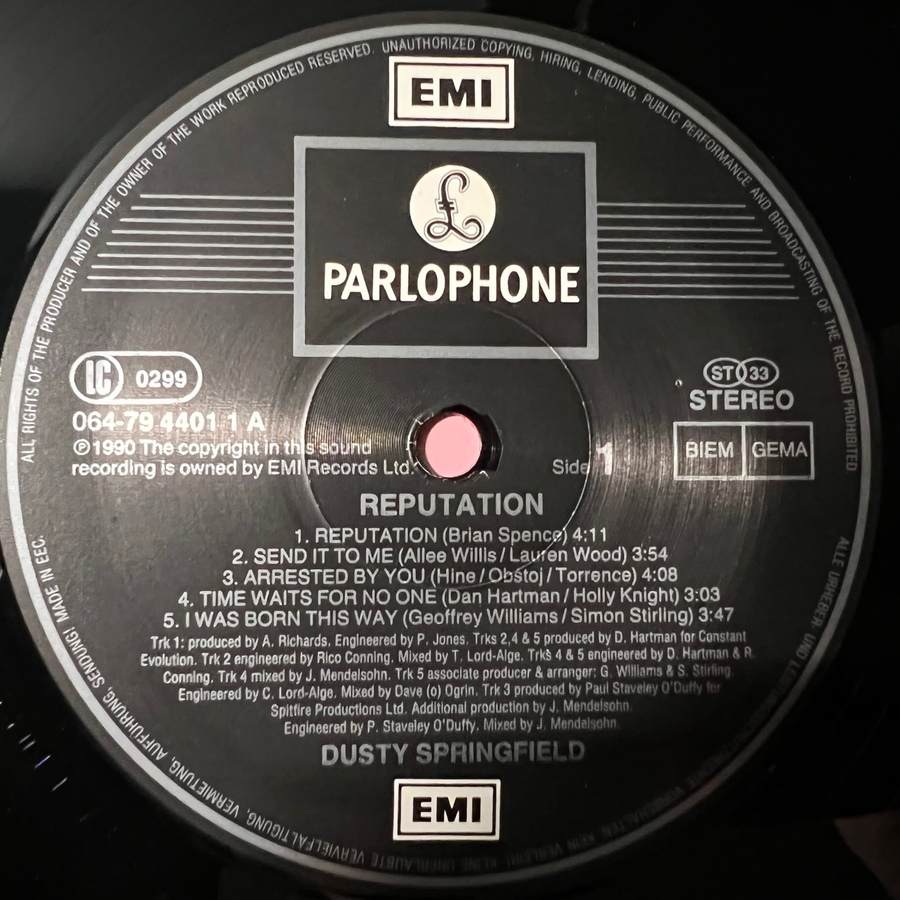 ALL RIGHTS OF THE PRODUCER AND OF THE OWNER OF THE WORK REPRODUCED RESERVED. UNAUTHORIZED COPYING, HIRING, LENDING, PUBLIC PERFORMANCE AND BROADCASTING OF THE RECORD PROHIBITED
EMI
£
PARLOPHONE
LC 0299
064-79 4401 1 A
℗ 1990 The copyright in this sound
recording is owned by EMI Records Ltd.
ST 33
STEREO
BIEM GEMA
Side 1
REPUTATION
1. REPUTATION (Brian Spence) 4:11
2. SEND IT TO ME (Allee Willis / Lauren Wood) 3:54
3. ARRESTED BY YOU (Hine / Obstoj / Torrence) 4:08
4. TIME WAITS FOR NO ONE (Dan Hartman / Holly Knight) 3:03
5. I WAS BORN THIS WAY (Geoffrey Williams / Simon Stirling) 3:47
Trk 1: produced by A. Richards, Engineered by P. Jones. Trks 2,4 & 5 produced by D. Hartman for Constant
Evolution. Trk 2 engineered by Rico Conning. Mixed by T. Lord-Alge. Trks 4 & 5 engineered by D. Hartman & R.
Conning. Trk 4 mixed by J. Mendelsohn. Trk 5 associate producer & arranger: G. Williams & S. Stirling.
Engineered by C. Lord-Alge. Mixed by Dave (o) Ogrin. Trk 3 produced by Paul Staveley O'Duffy for
Spitfire Productions Ltd. Additional production by J. Mendelsohn.
Engineered by P. Staveley O'Duffy. Mixed by J. Mendelsohn.
DUSTY SPRINGFIELD
EMI
ALLE URHEBER- UND KEINE UNERLAUBTE VERVIELFÄLTIGUNG, VERMIETUNG, AUFFÜHRUNG, SENDUNG! MADE IN EEC.